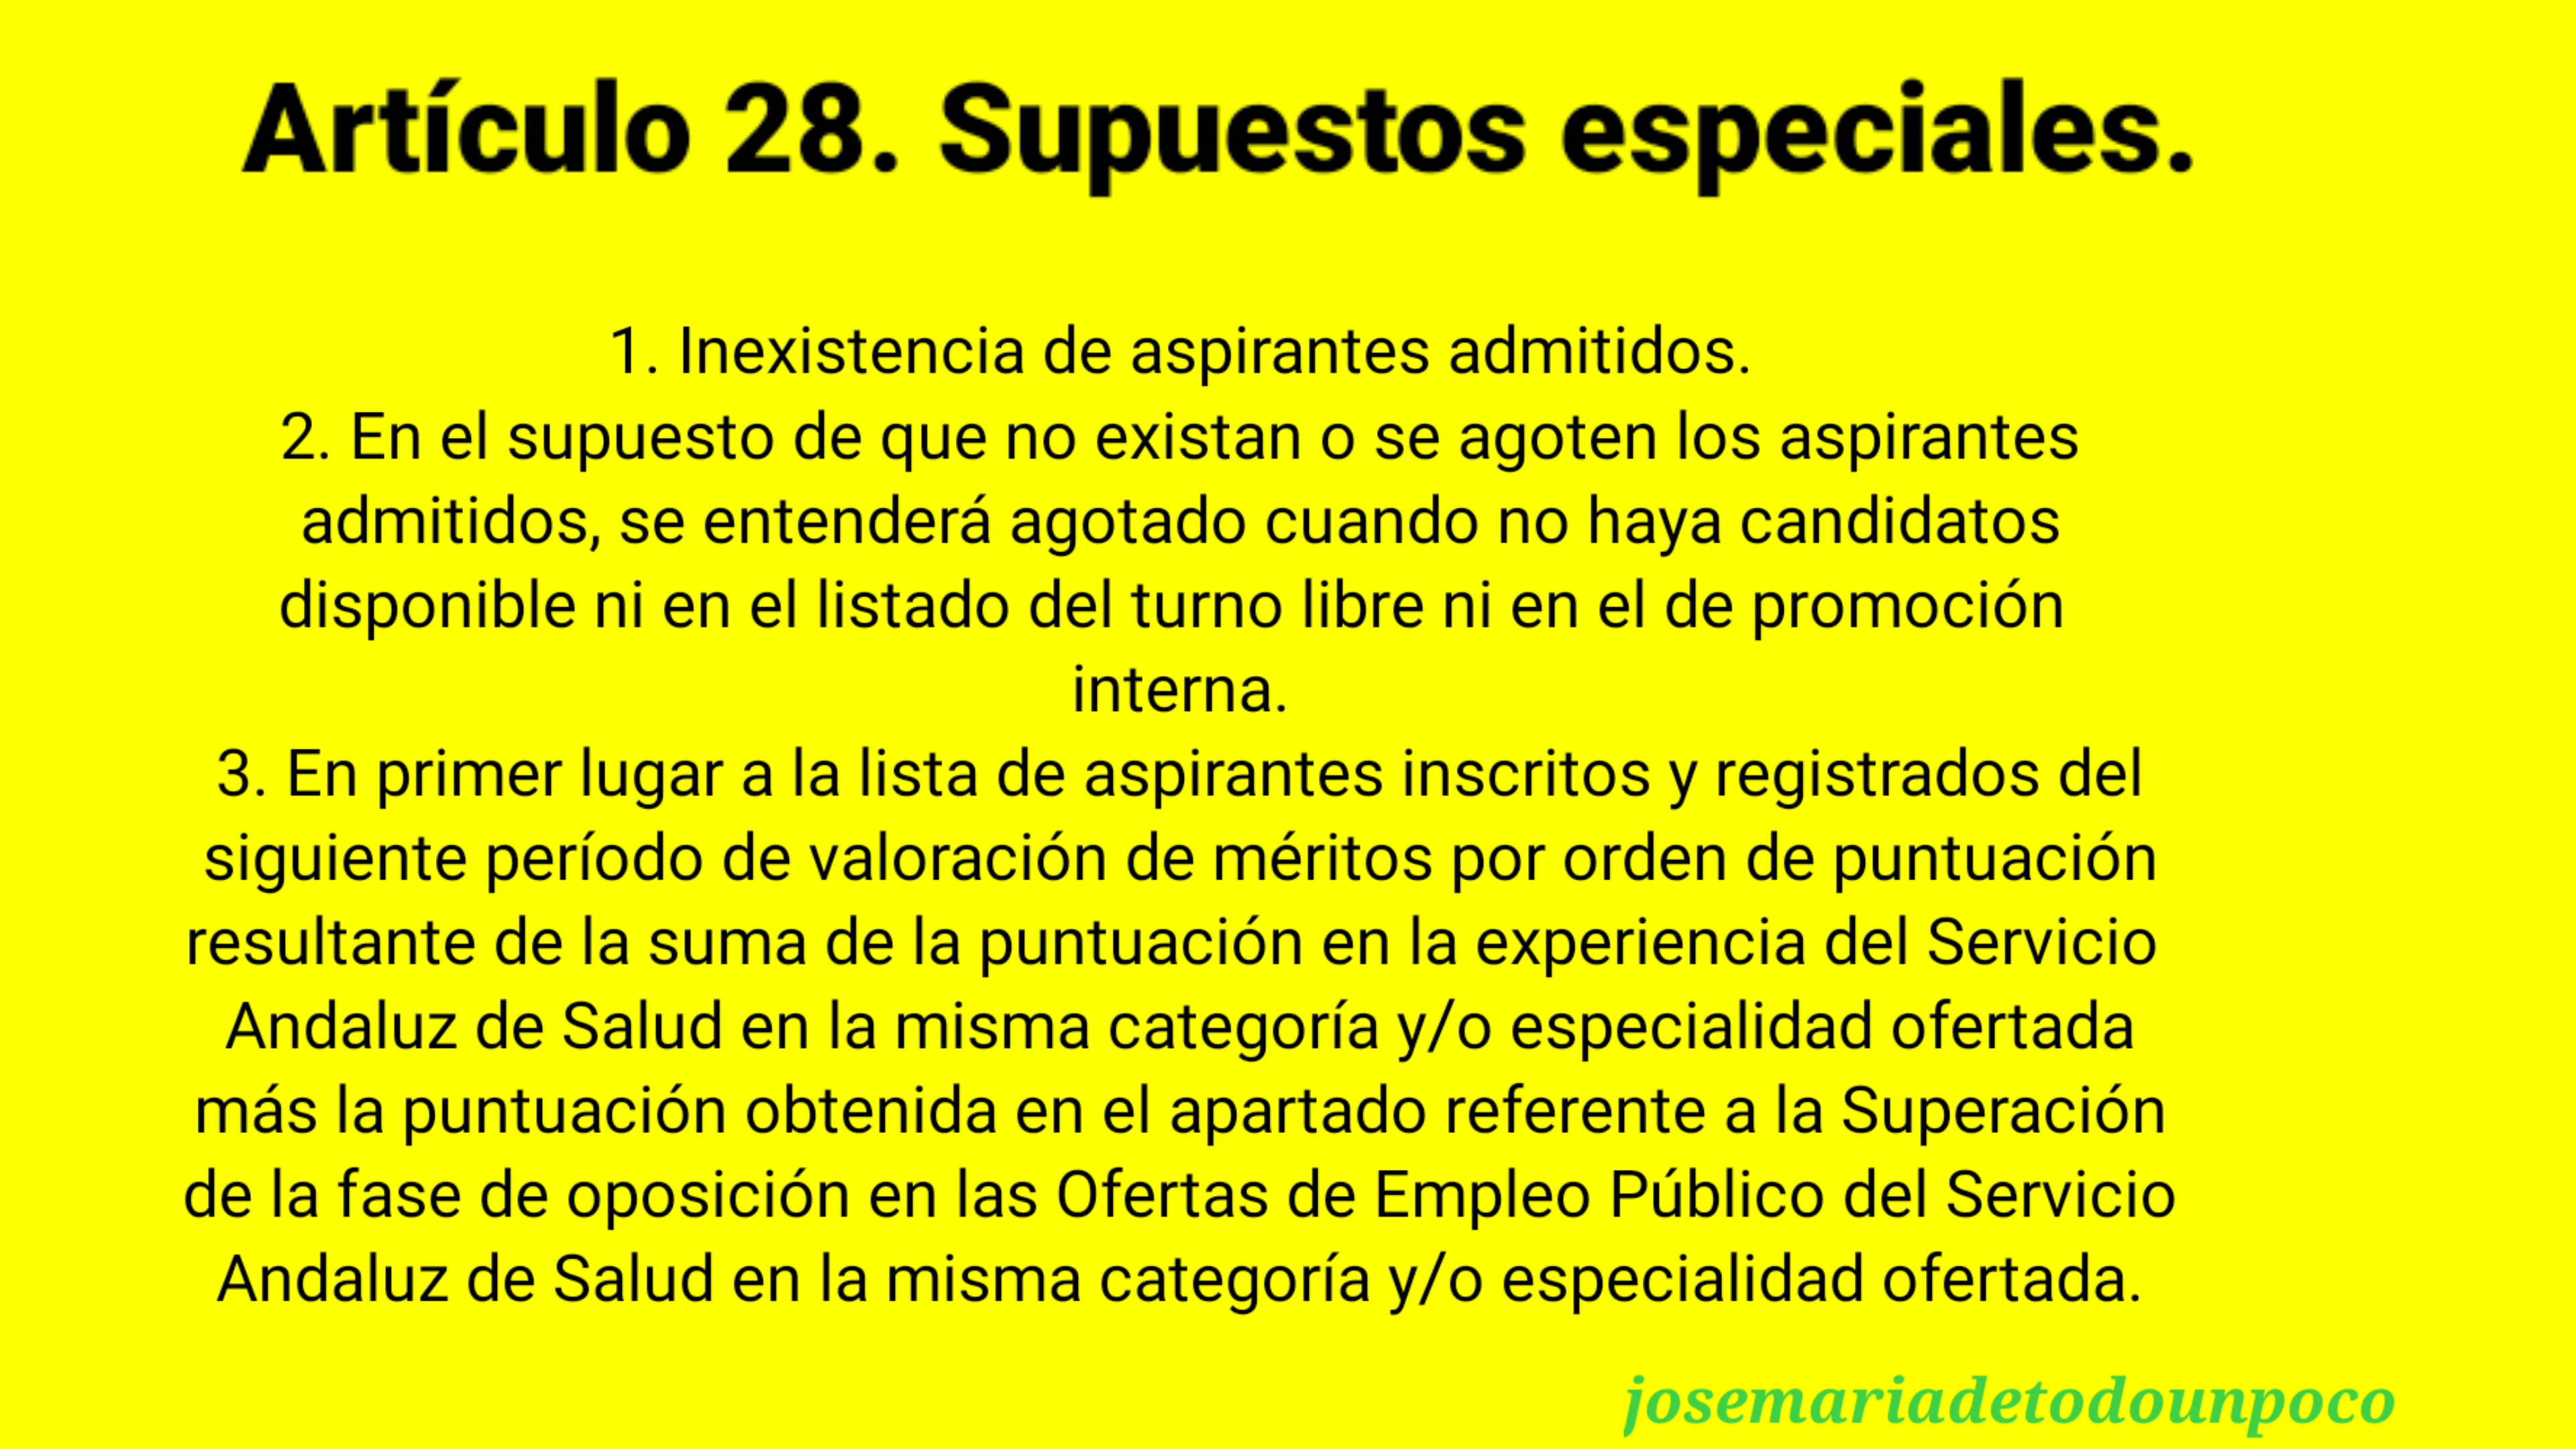 Artículo 28. Supuestos especiales.
1. Inexistencia de aspirantes admitidos.
2. En el supuesto de que no existan o se agoten los aspirantes
admitidos, se entenderá agotado cuando no haya candidatos
disponible ni en el listado del turno libre ni en el de promoción
interna.
3. En primer lugar a la lista de aspirantes inscritos y registrados del
siguiente período de valoración de méritos por orden de puntuación
resultante de la suma de la puntuación en la experiencia del Servicio
Andaluz de Salud en la misma categoría y/o especialidad ofertada
más la puntuación obtenida en el apartado referente a la Superación
de la fase de oposición en las Ofertas de Empleo Público del Servicio
Andaluz de Salud en la misma categoría y/o especialidad ofertada.
josemariadetodounpoco